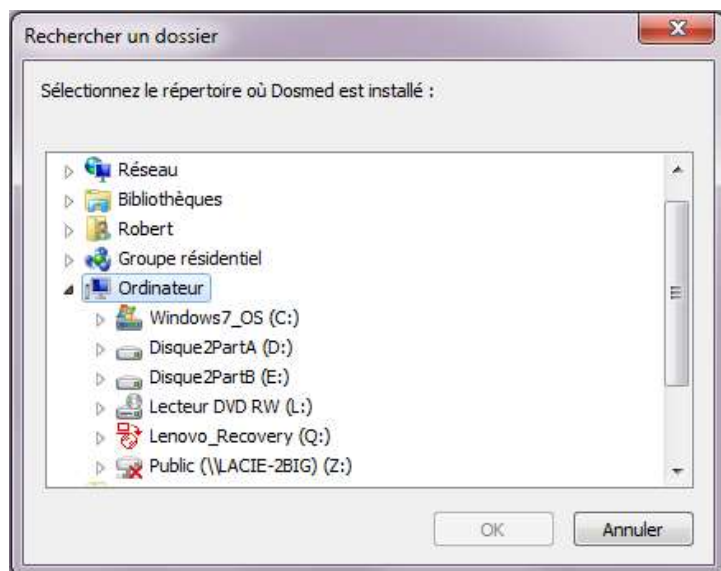 Rechercher un dossier
Sélectionnez le répertoire où Dosmed est installé :
Réseau
Bibliothèques
Robert
Groupe résidentiel
Ordinateur
Windows7_OS (C:)
Disque2PartA (D:)
Disque2PartB (E:)
Lecteur DVD RW (L:)
Lenovo_Recovery (Q:)
Public (\\LACIE-2BIG) (Z:)
OK Annuler